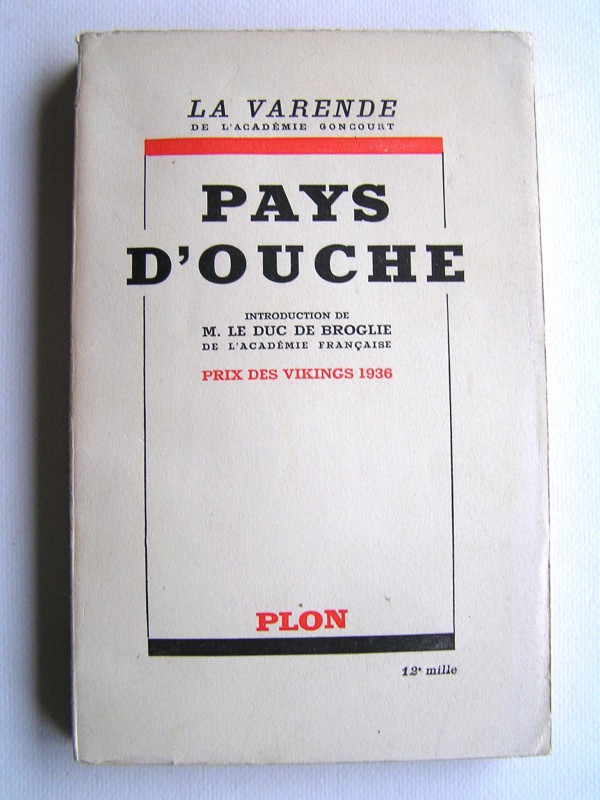 LA VARENDE
DE L'ACADÉMIE GONCOURT
PAYS
D'OUCHE
INTRODUCTION DE
M. LE DUC DE BROGLIE
DE L'ACADÉMIE FRANÇAISE
PRIX DES VIKINGS 1936
PLON
12e mille